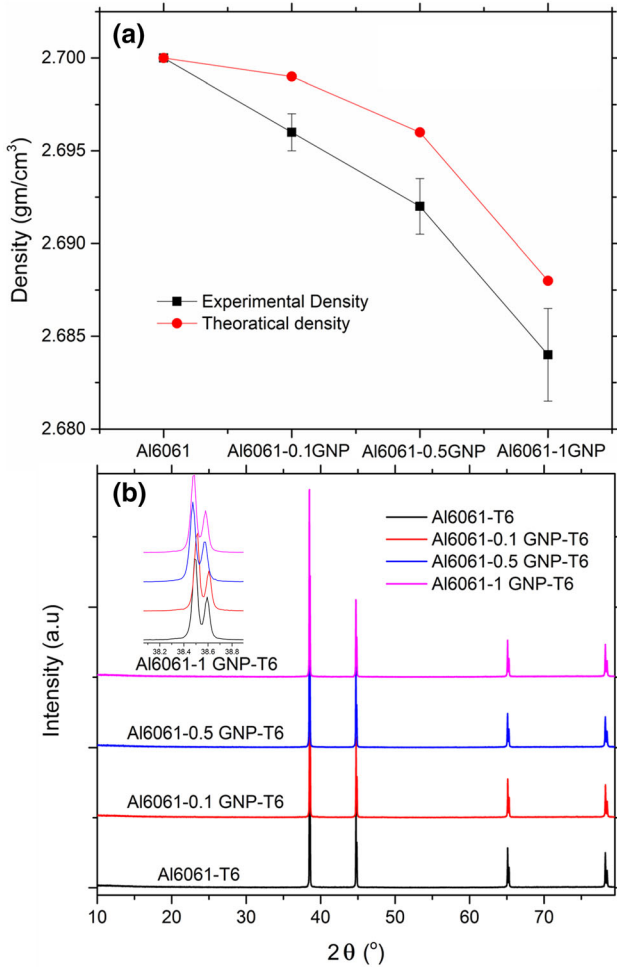 (a)
2.700
2.695
2.690
2.685
2.680
Density (gm/cm³)
Experimental Density
Theoratical density
Al6061
Al6061-0.1GNP
Al6061-0.5GNP
Al6061-1GNP
(b)
Al6061-T6
Al6061-0.1 GNP-T6
Al6061-0.5 GNP-T6
Al6061-1 GNP-T6
38.2 38.4 38.6 38.8
Intensity (a.u)
Al6061-1 GNP-T6
Al6061-0.5 GNP-T6
Al6061-0.1 GNP-T6
Al6061-T6
10 20 30 40 50 60 70
2θ (°)